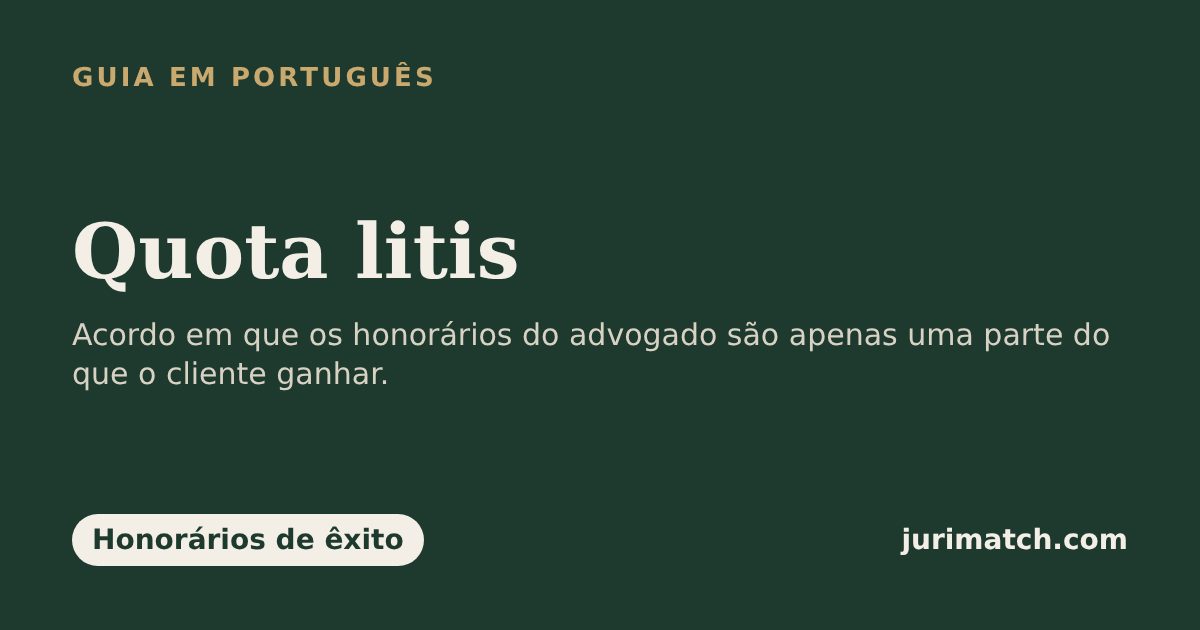 GUIA EM PORTUGUÊS
Quota litis
Acordo em que os honorários do advogado são apenas uma parte do
que o cliente ganhar.
Honorários de êxito
jurimatch.com